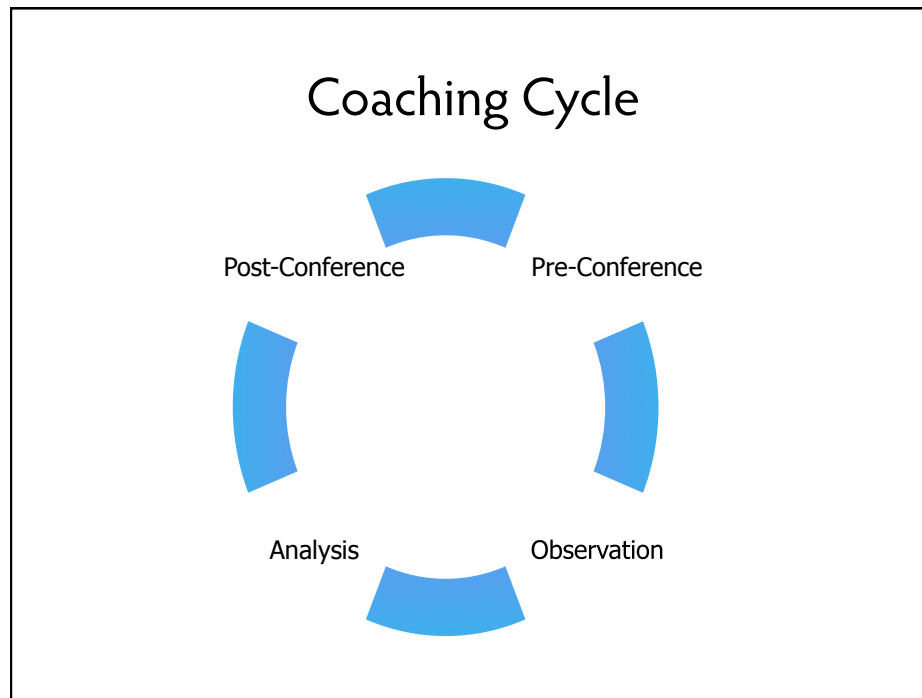 Coaching Cycle
Post-Conference
Pre-Conference
Analysis
Observation